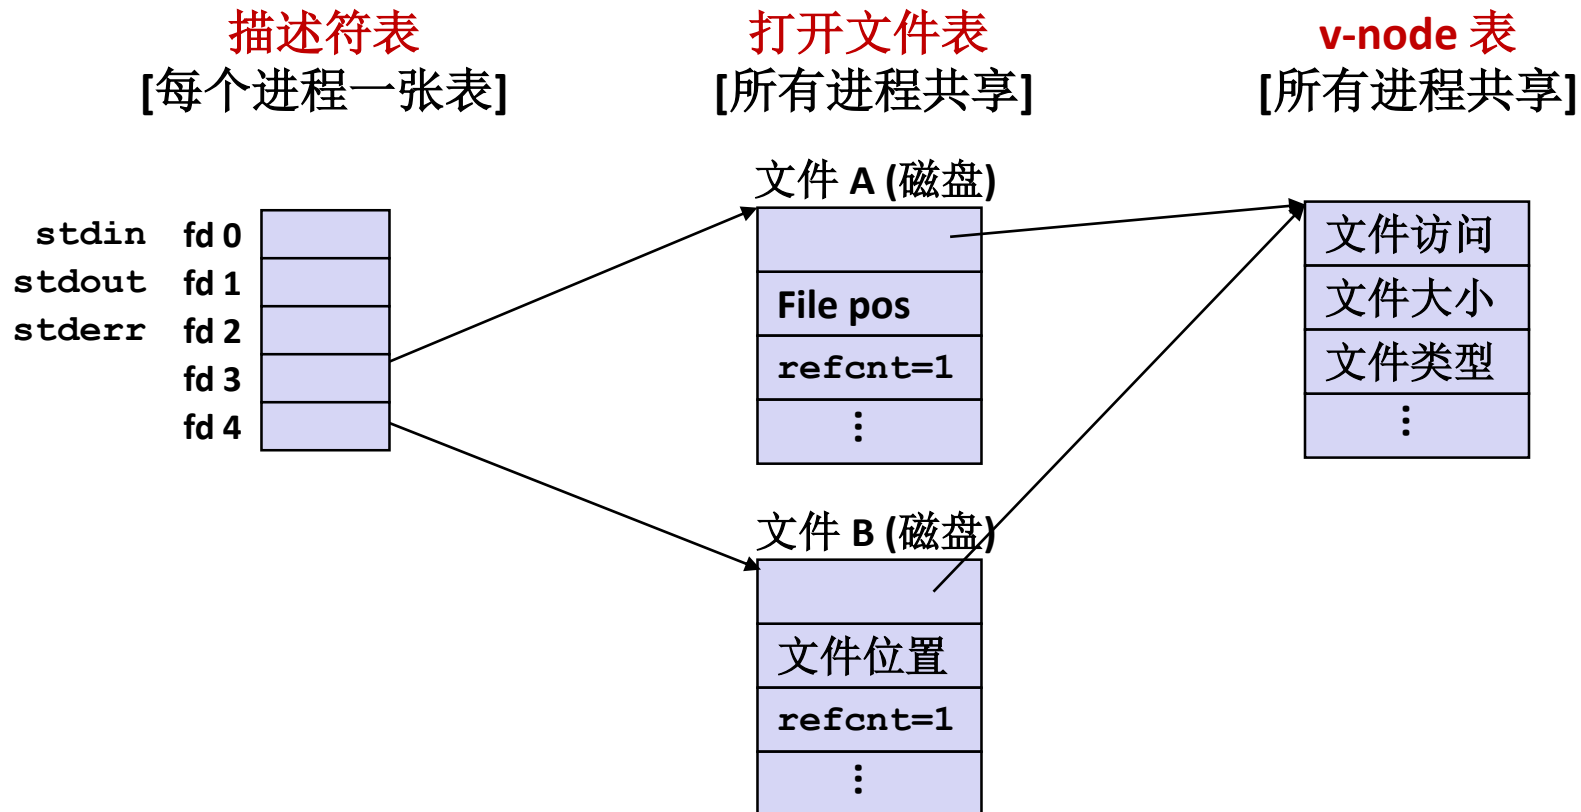 描述符表
[每个进程一张表]
打开文件表
[所有进程共享]
v-node 表
[所有进程共享]
stdin fd 0
stdout fd 1
stderr fd 2
fd 3
fd 4
文件 A (磁盘)
File pos
refcnt=1
⋮
文件 B (磁盘)
文件位置
refcnt=1
⋮
文件访问
文件大小
文件类型
⋮